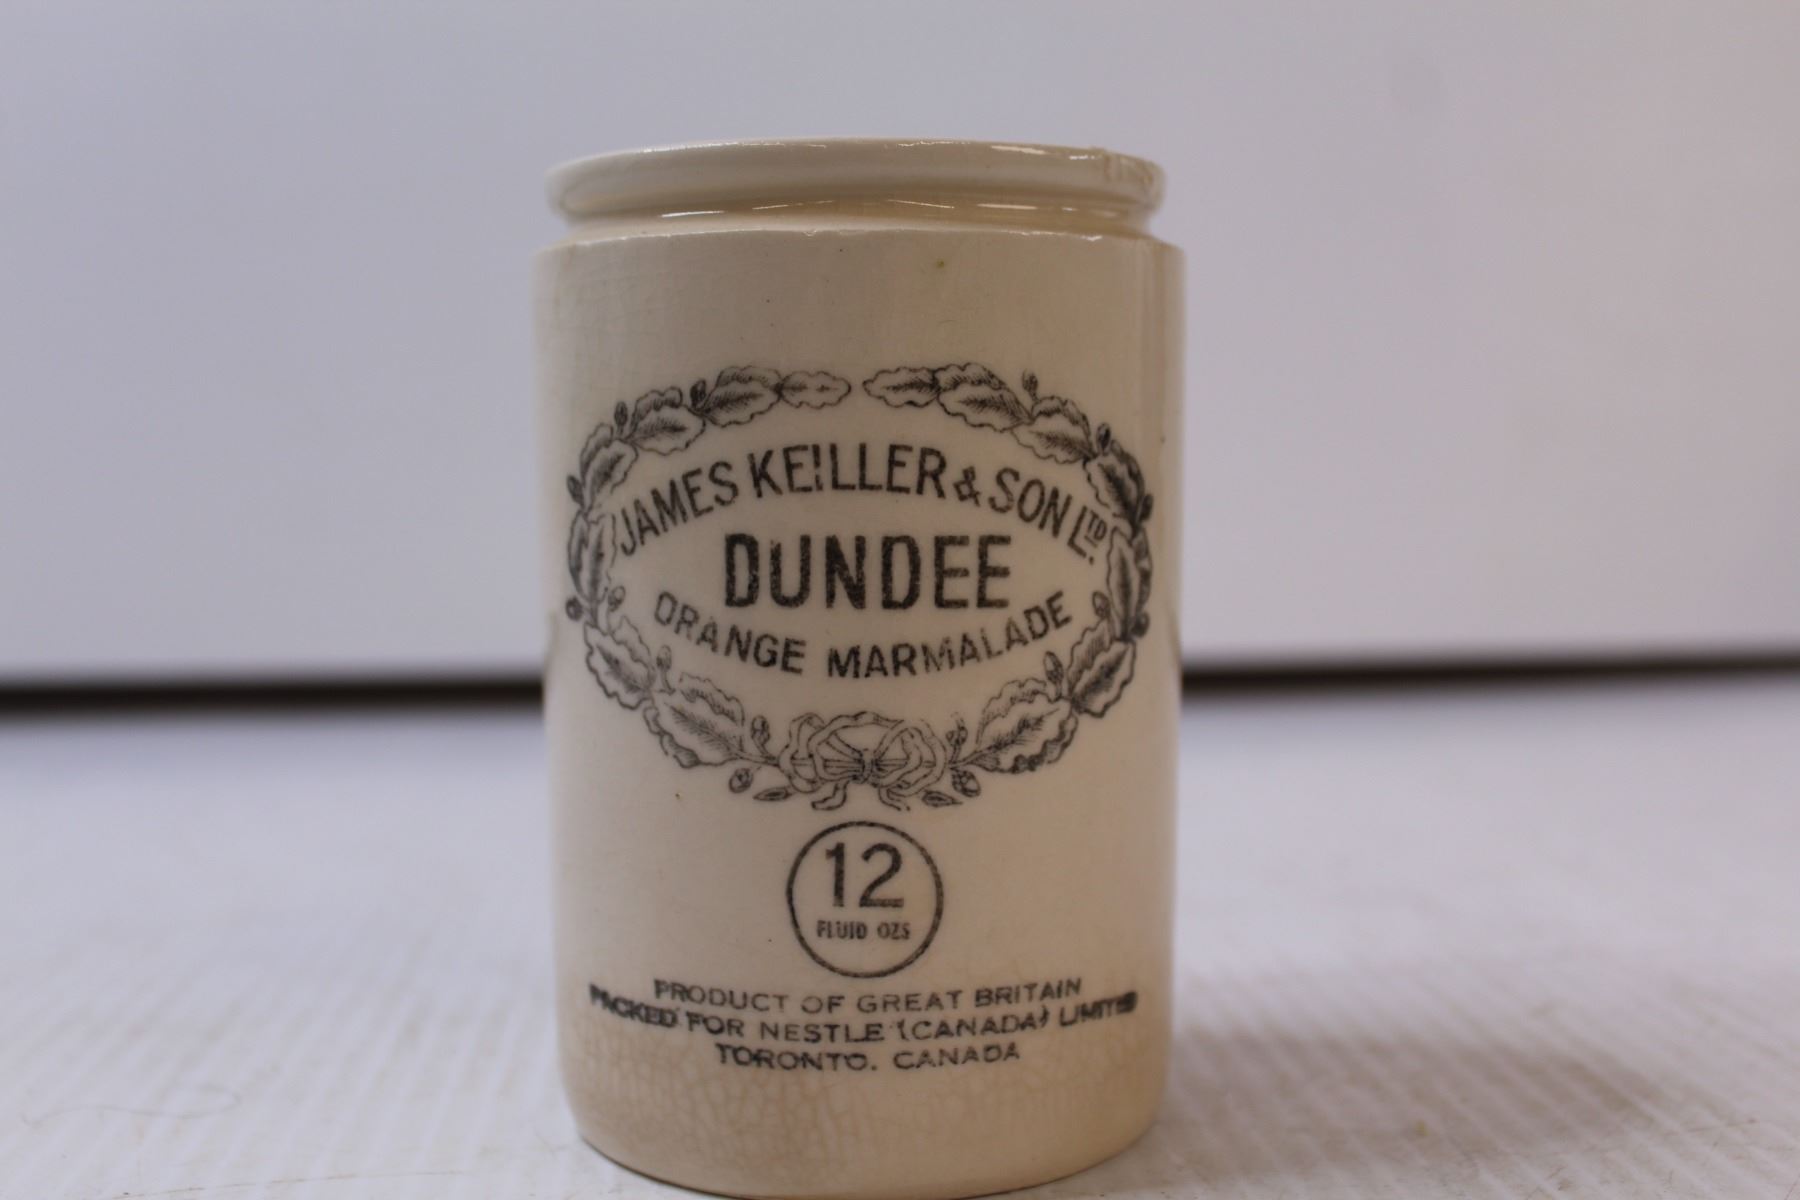 JAMES KEILLER & SON LTD.
DUNDEE
ORANGE MARMALADE
12
FLUID OZS
PRODUCT OF GREAT BRITAIN
PACKED FOR NESTLE (CANADA) LIMITED
TORONTO. CANADA